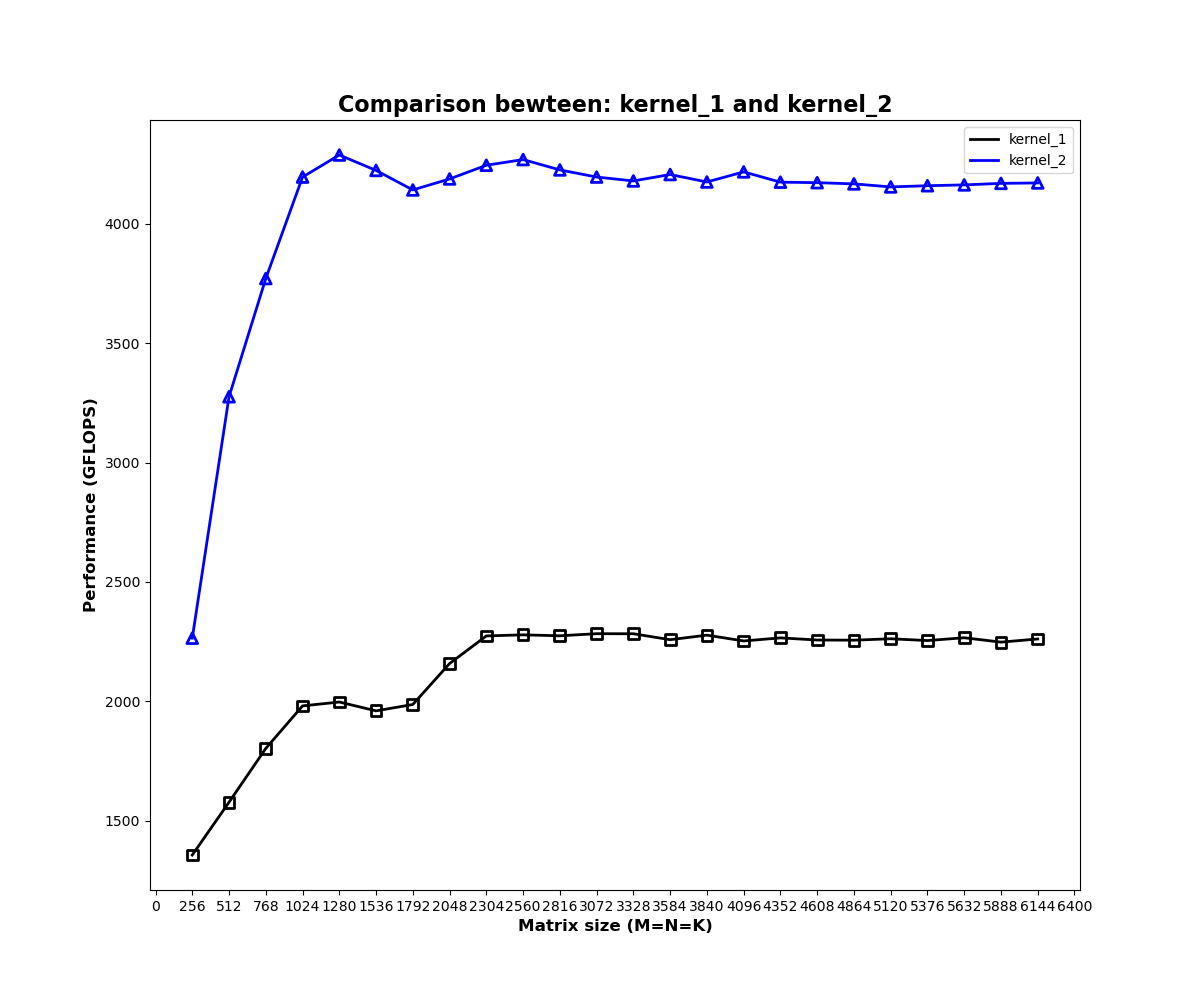 Comparison bewteen: kernel_1 and kernel_2
kernel_1
kernel_2
4000
3500
3000
2500
2000
1500
Performance (GFLOPS)
0 256 512 768 1024 1280 1536 1792 2048 2304 2560 2816 3072 3328 3584 3840 4096 4352 4608 4864 5120 5376 5632 5888 6144 6400
Matrix size (M=N=K)